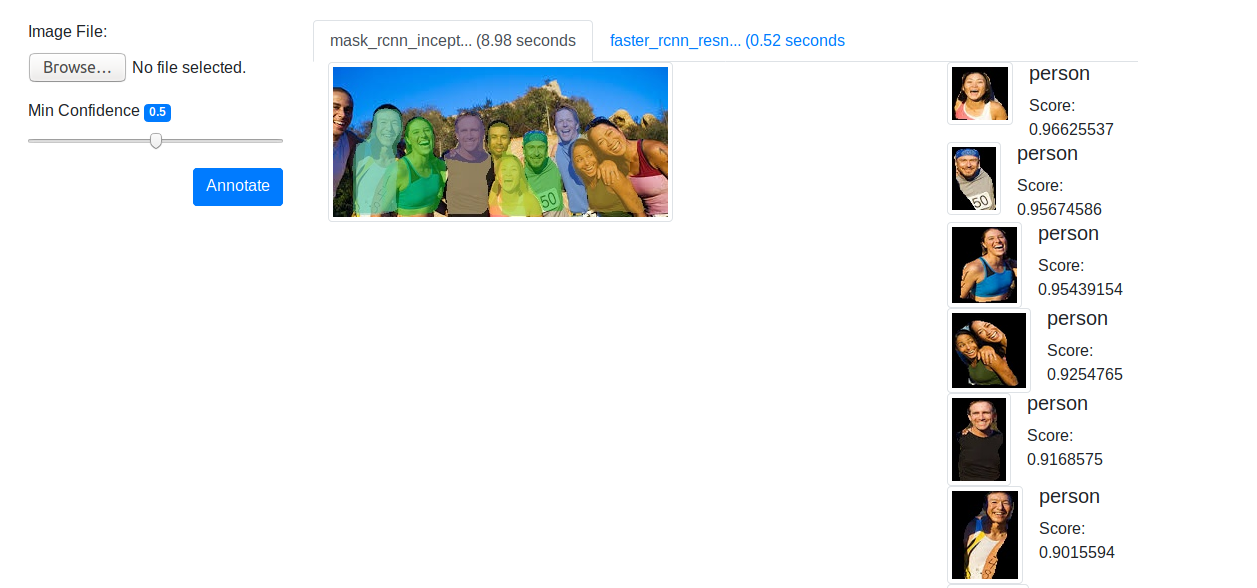 Image File:
Browse... No file selected.
Min Confidence 0.5
Annotate
mask_rcnn_incept... (8.98 seconds
faster_rcnn_resn... (0.52 seconds
50
person
Score:
0.96625537
person
Score:
0.95674586
50
person
Score:
0.95439154
person
Score:
0.9254765
person
Score:
0.9168575
person
Score:
0.9015594